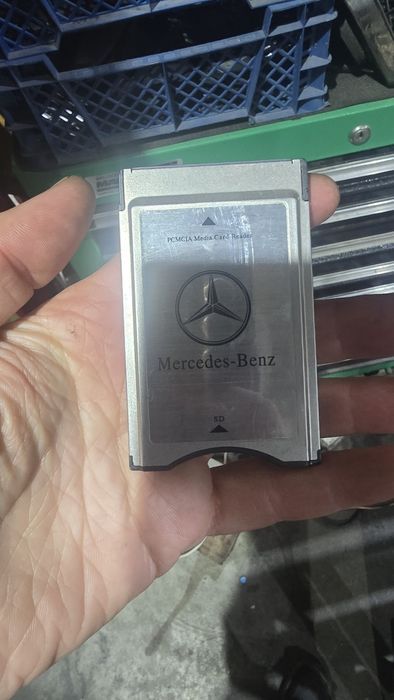 PCMCIA Media Card Reader
Mercedes-Benz
SD